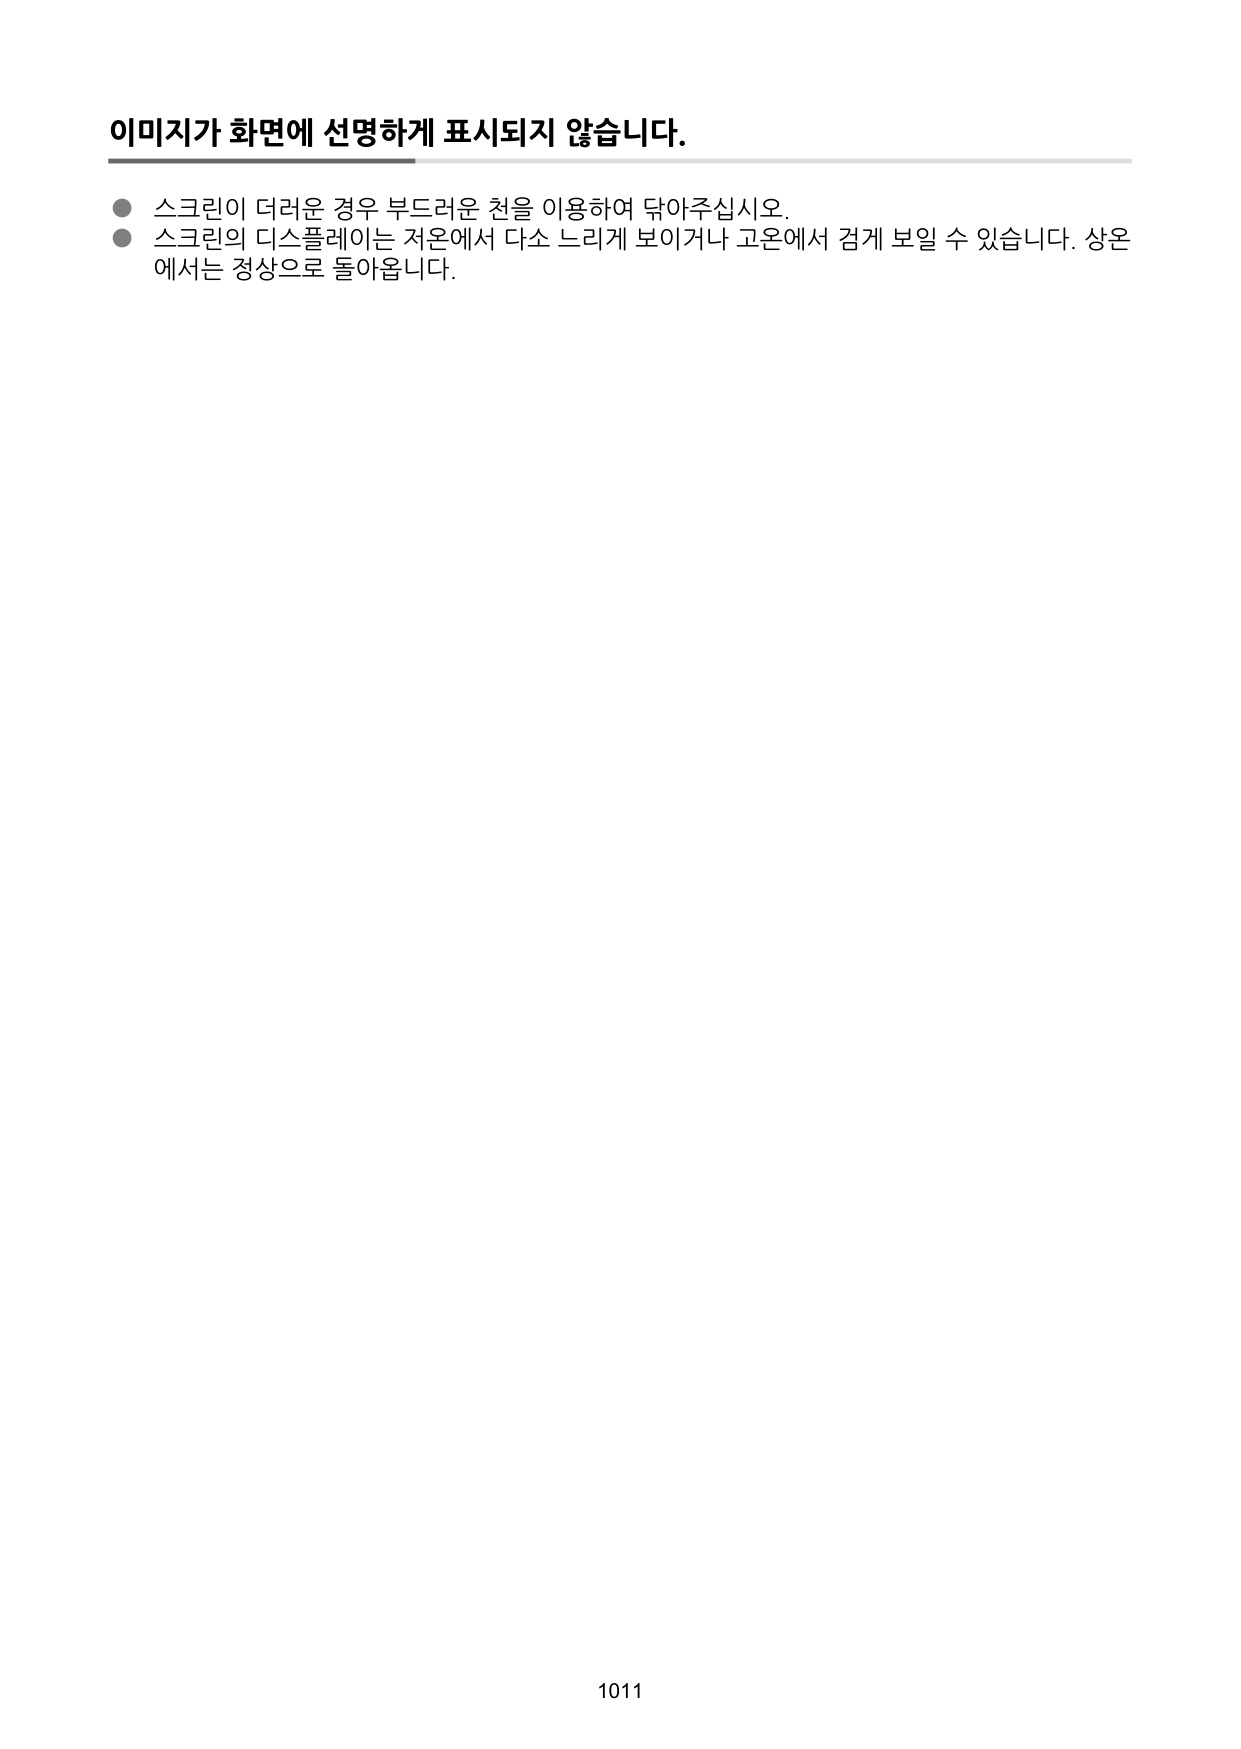 이미지가 화면에 선명하게 표시되지 않습니다.
● 스크린이 더러운 경우 부드러운 천을 이용하여 닦아주십시오.
● 스크린의 디스플레이는 저온에서 다소 느리게 보이거나 고온에서 검게 보일 수 있습니다. 상온
에서는 정상으로 돌아옵니다.
1011